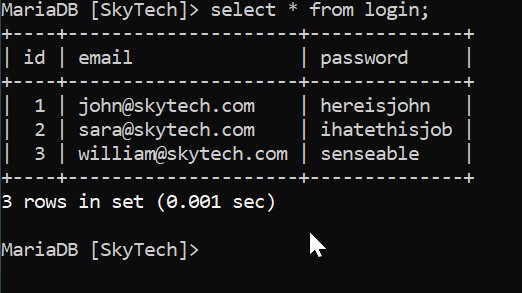 MariaDB [SkyTech]> select * from login;
+----+---------------------+--------------+
| id | email               | password     |
+----+---------------------+--------------+
|  1 | john@skytech.com    | hereisjohn   |
|  2 | sara@skytech.com    | ihatethisjob |
|  3 | william@skytech.com | senseable    |
+----+---------------------+--------------+
3 rows in set (0.001 sec)
MariaDB [SkyTech]>